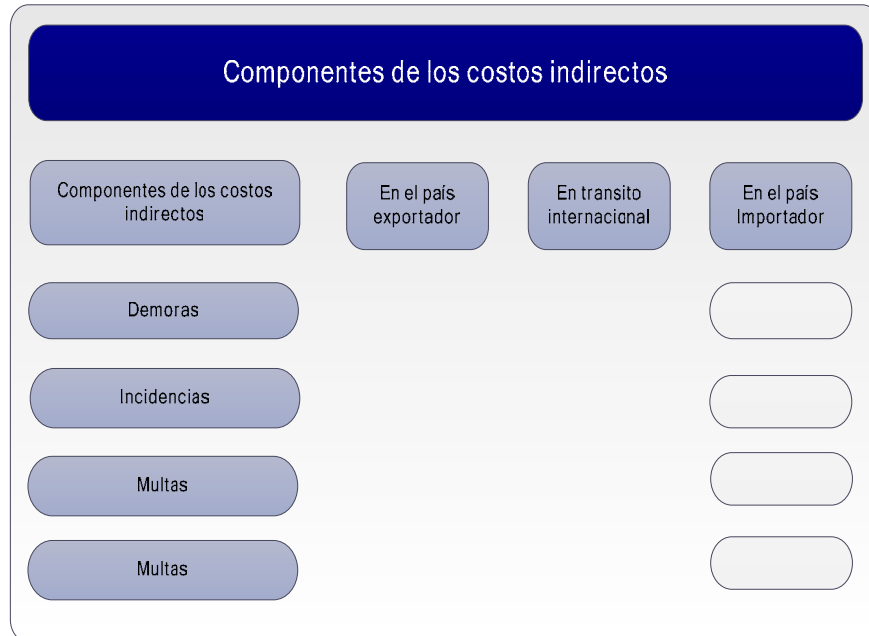 Componentes de los costos indirectos
Componentes de los costos
indirectos
En el país
exportador
En transito
internacional
En el país
Importador
Demoras
Incidencias
Multas
Multas